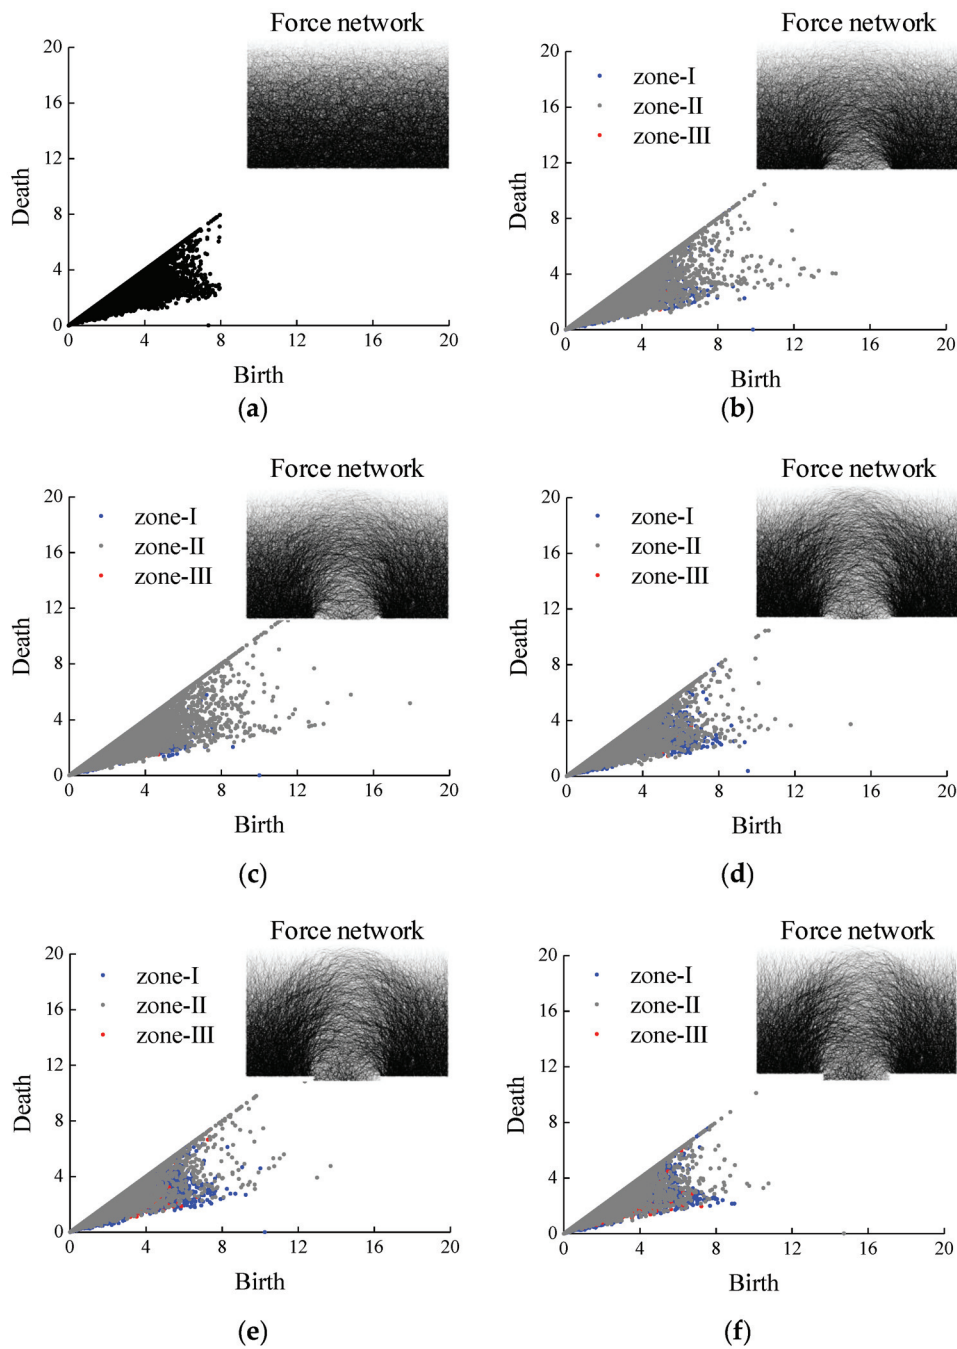 Force network
20
16
12
8
4
0
Death
0 4 8 12 16 20
Birth
(a)
Force network
zone-I
zone-II
zone-III
20
16
12
8
4
0
Death
0 4 8 12 16 20
Birth
(b)
Force network
zone-I
zone-II
zone-III
20
16
12
8
4
0
Death
0 4 8 12 16 20
Birth
(c)
Force network
zone-I
zone-II
zone-III
20
16
12
8
4
0
Death
0 4 8 12 16 20
Birth
(d)
Force network
zone-I
zone-II
zone-III
20
16
12
8
4
0
Death
0 4 8 12 16 20
Birth
(e)
Force network
zone-I
zone-II
zone-III
20
16
12
8
4
0
Death
0 4 8 12 16 20
Birth
(f)